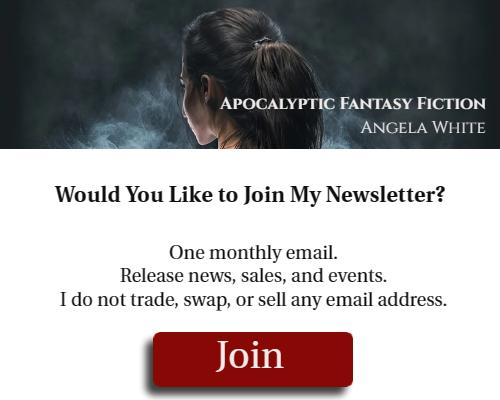 Apocalyptic Fantasy Fiction
Angela White
Would You Like to Join My Newsletter?
One monthly email.
Release news, sales, and events.
I do not trade, swap, or sell any email address.
Join